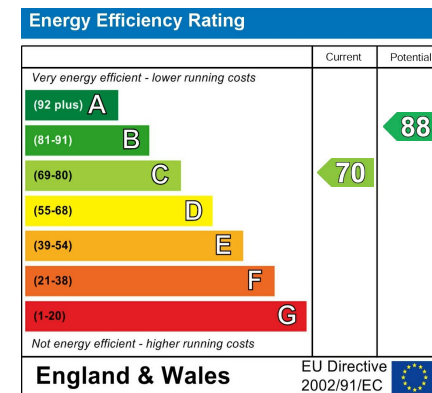 Energy Efficiency Rating
Current Potential
Very energy efficient - lower running costs
(92 plus) A
(81-91) B
88
(69-80) C
70
(55-68) D
(39-54) E
(21-38) F
(1-20) G
Not energy efficient - higher running costs
England & Wales
EU Directive
2002/91/EC